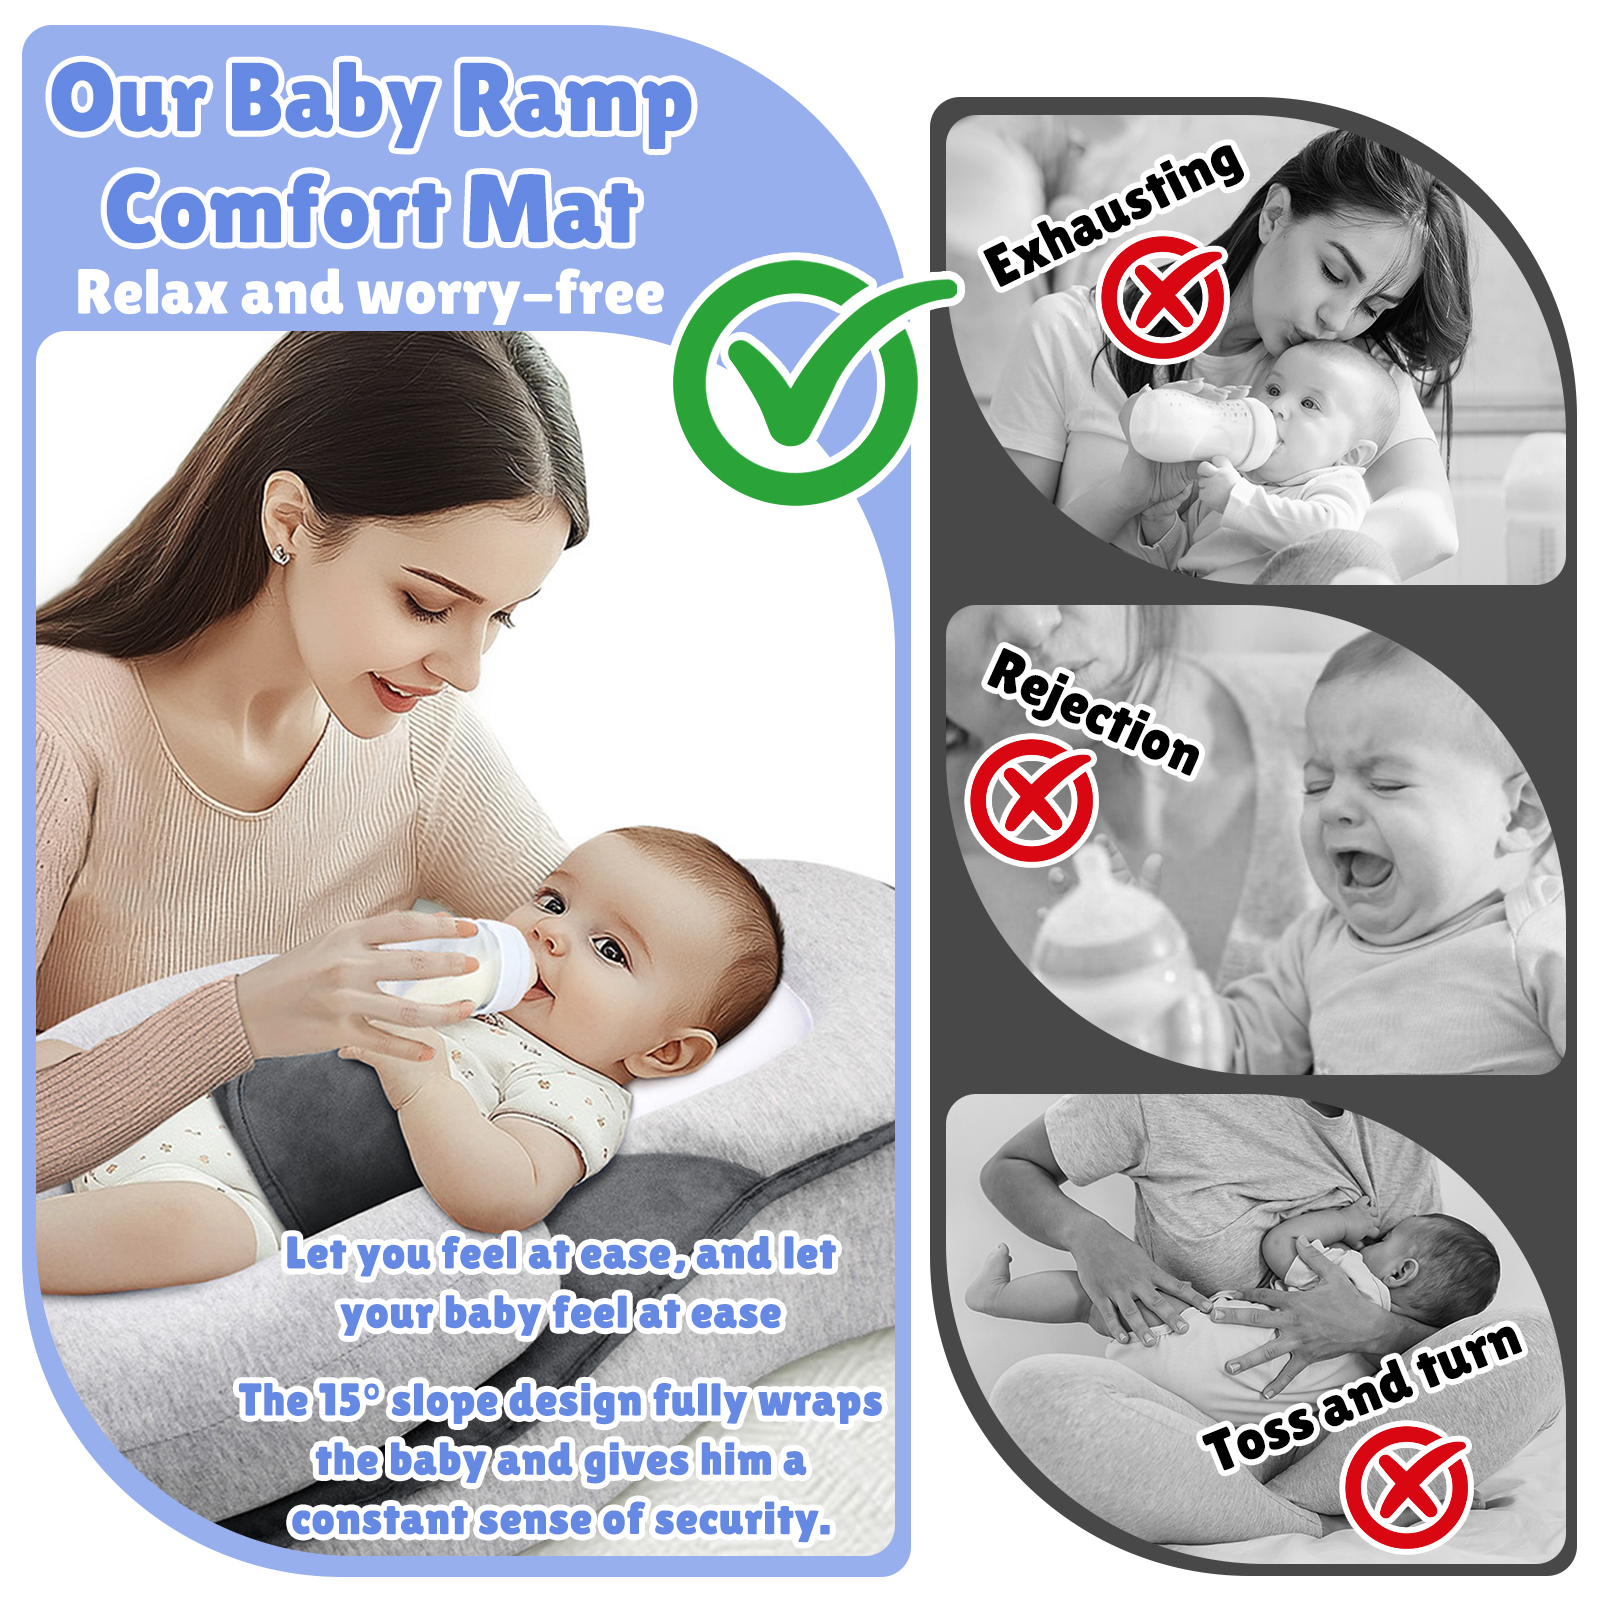 Our Baby Ramp
Comfort Mat
Relax and worry-free
Let you feel at ease, and let
your baby feel at ease
The 15° slope design fully wraps
the baby and gives him a
constant sense of security.
Exhausting
Rejection
Toss and turn